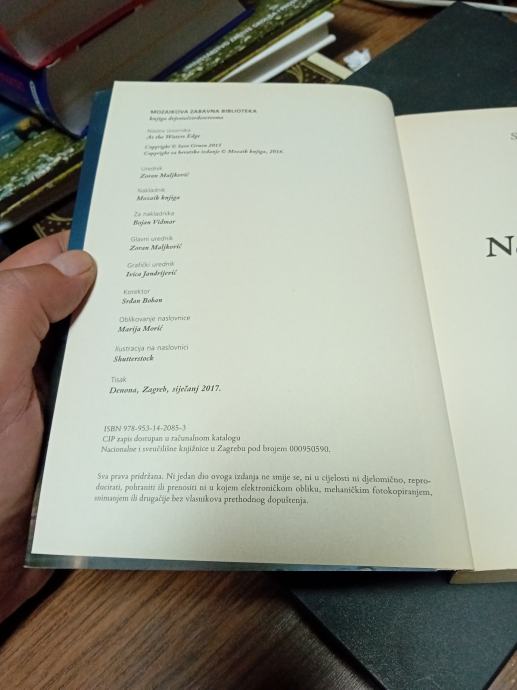 MOZAIKOVA ZABAVNA BIBLIOTEKA
knjiga dvjestošezdesetosma
Naslov izvornika
At the Waters Edge
Copyright © Sara Gruen 2015
Copyright za hrvatsko izdanje © Mozaik knjiga, 2016.
Urednik
Zoran Maljković
Nakladnik
Mozaik knjiga
Za nakladnika
Bojan Vidmar
Glavni urednik
Zoran Maljković
Grafički urednik
Ivica Jandrijević
Korektor
Srđan Boban
Oblikovanje naslovnice
Marija Morić
Ilustracija na naslovnici
Shutterstock
Tisak
Denona, Zagreb, siječanj 2017.
ISBN 978-953-14-2085-3
CIP zapis dostupan u računalnom katalogu
Nacionalne i sveučilišne knjižnice u Zagrebu pod brojem 000950590.
Sva prava pridržana. Ni jedan dio ovoga izdanja ne smije se, ni u cijelosti ni djelomično, repro-
ducirati, pohraniti ili prenositi ni u kojem elektroničkom obliku, mehaničkim fotokopiranjem,
snimanjem ili drugačije bez vlasnikova prethodnog dopuštenja.
S
N